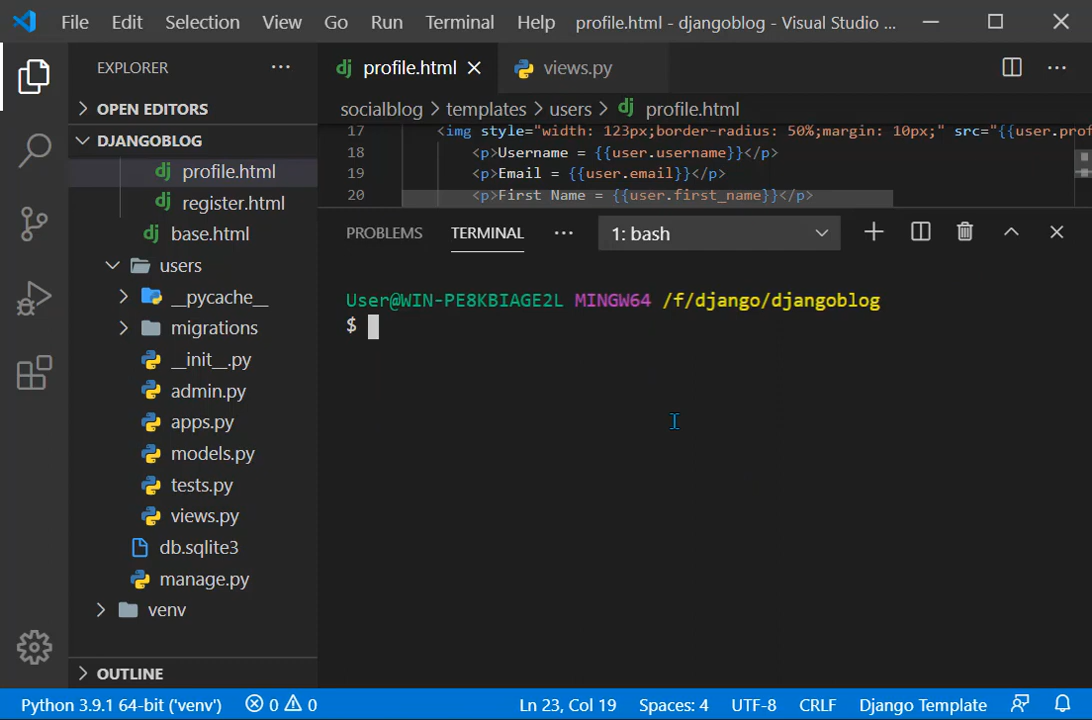 File Edit Selection View Go Run Terminal Help profile.html - djangoblog - Visual Studio ...
EXPLORER
OPEN EDITORS
DJANGOBLOG
profile.html
register.html
base.html
users
__pycache__
migrations
__init__.py
admin.py
apps.py
models.py
tests.py
views.py
db.sqlite3
manage.py
venv
OUTLINE
profile.html views.py
socialblog > templates > users > profile.html
17 <img style="width: 123px;border-radius: 50%;margin: 10px;" src="{{user.prof
18 <p>Username = {{user.username}}</p>
19 <p>Email = {{user.email}}</p>
20 <p>First Name = {{user.first_name}}</p>
PROBLEMS TERMINAL ... 1: bash
User@WIN-PE8KBIAGE2L MINGW64 /f/django/djangoblog
$
Python 3.9.1 64-bit ('venv') 0 0 Ln 23, Col 19 Spaces: 4 UTF-8 CRLF Django Template